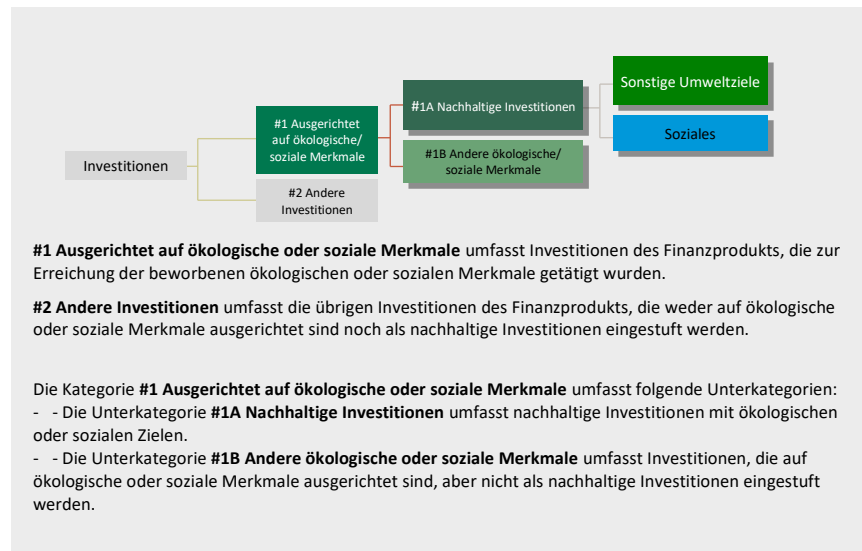 Investitionen
#1 Ausgerichtet
auf ökologische/
soziale Merkmale
#2 Andere
Investitionen
#1A Nachhaltige Investitionen
#1B Andere ökologische/
soziale Merkmale
Sonstige Umweltziele
Soziales
#1 Ausgerichtet auf ökologische oder soziale Merkmale umfasst Investitionen des Finanzprodukts, die zur
Erreichung der beworbenen ökologischen oder sozialen Merkmale getätigt wurden.
#2 Andere Investitionen umfasst die übrigen Investitionen des Finanzprodukts, die weder auf ökologische
oder soziale Merkmale ausgerichtet sind noch als nachhaltige Investitionen eingestuft werden.
Die Kategorie #1 Ausgerichtet auf ökologische oder soziale Merkmale umfasst folgende Unterkategorien:
- - Die Unterkategorie #1A Nachhaltige Investitionen umfasst nachhaltige Investitionen mit ökologischen
oder sozialen Zielen.
- - Die Unterkategorie #1B Andere ökologische oder soziale Merkmale umfasst Investitionen, die auf
ökologische oder soziale Merkmale ausgerichtet sind, aber nicht als nachhaltige Investitionen eingestuft
werden.